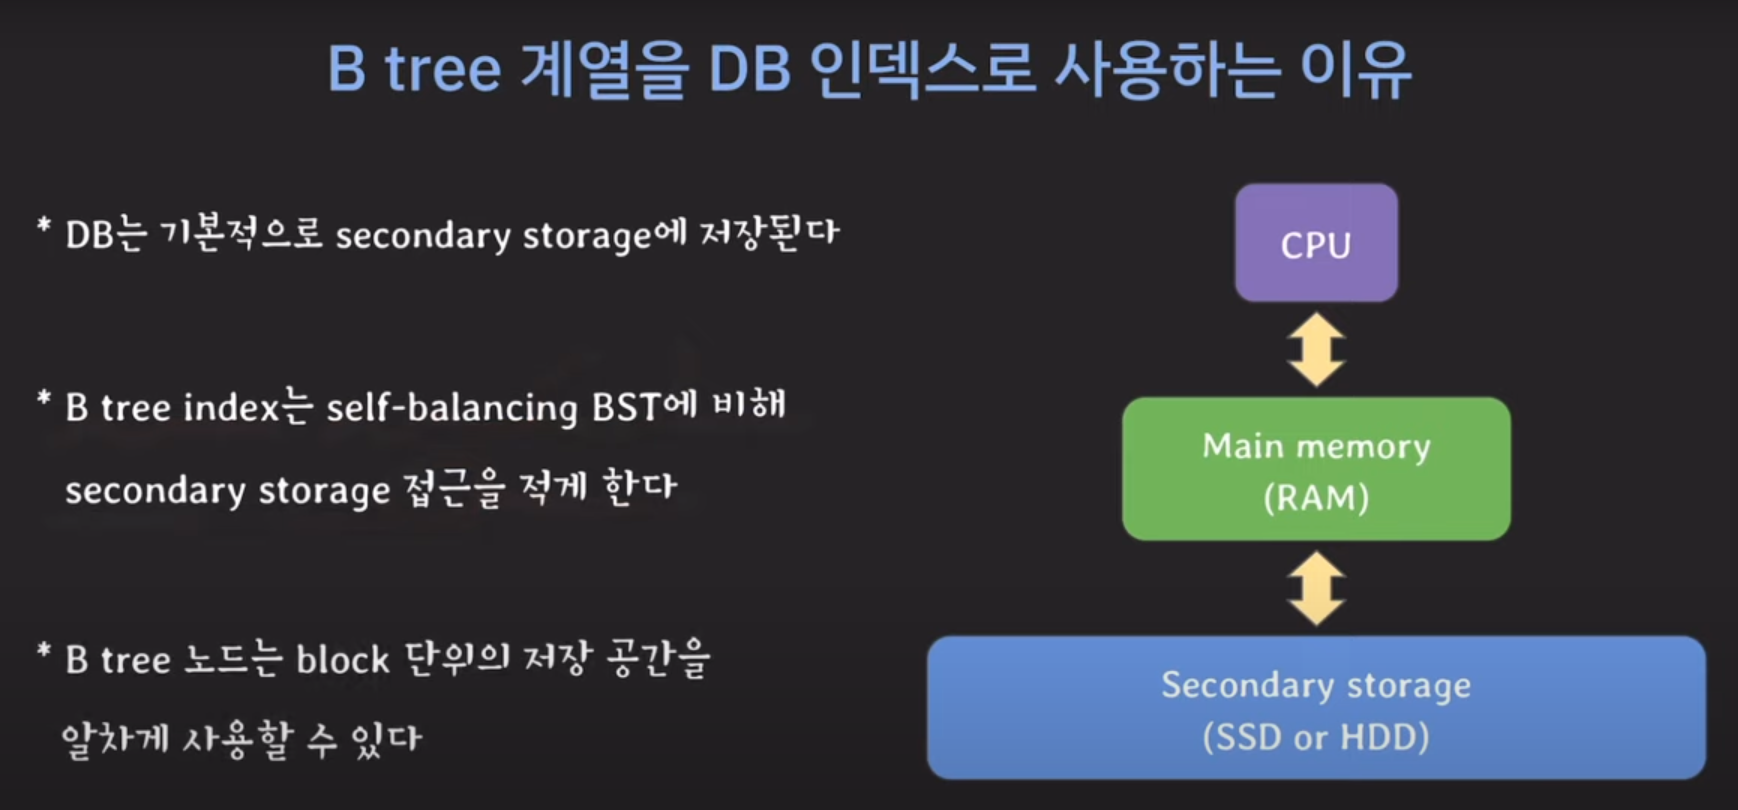 B tree 계열을 DB 인덱스로 사용하는 이유
* DB는 기본적으로 secondary storage에 저장된다
* B tree index는 self-balancing BST에 비해
secondary storage 접근을 적게 한다
* B tree 노드는 block 단위의 저장 공간을
알차게 사용할 수 있다
CPU
Main memory
(RAM)
Secondary storage
(SSD or HDD)